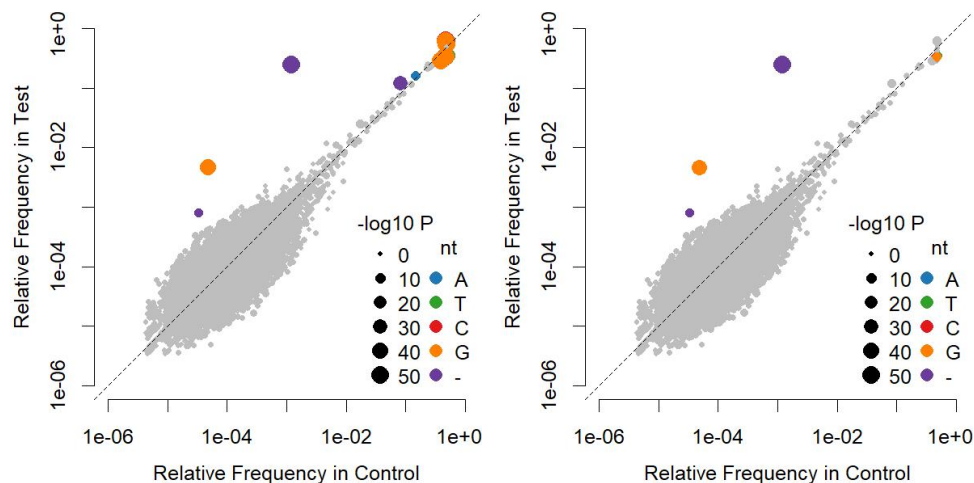 1e+0
1e-02
1e-04
1e-06
Relative Frequency in Test
-log10 P
nt
0
10 A
20 T
30 C
40 G
50 -
1e-06 1e-04 1e-02 1e+0
Relative Frequency in Control
1e+0
1e-02
1e-04
1e-06
Relative Frequency in Test
-log10 P
nt
0
10 A
20 T
30 C
40 G
50 -
1e-06 1e-04 1e-02 1e+0
Relative Frequency in Control